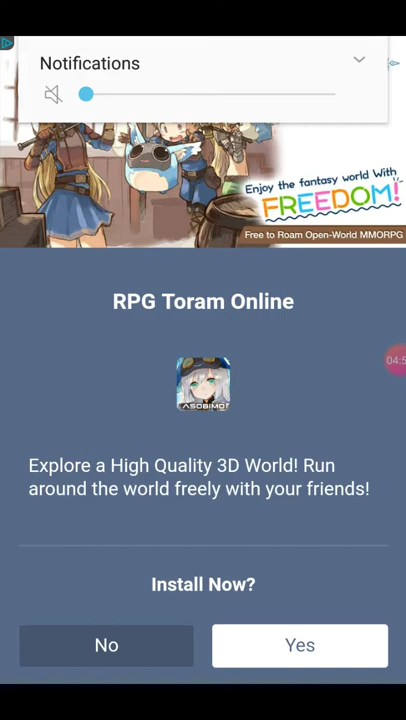 Notifications
Enjoy the fantasy world With
FREEDOM!
Free to Roam Open-World MMORPG
RPG Toram Online
ASOBIMO
Explore a High Quality 3D World! Run
around the world freely with your friends!
Install Now?
No
Yes